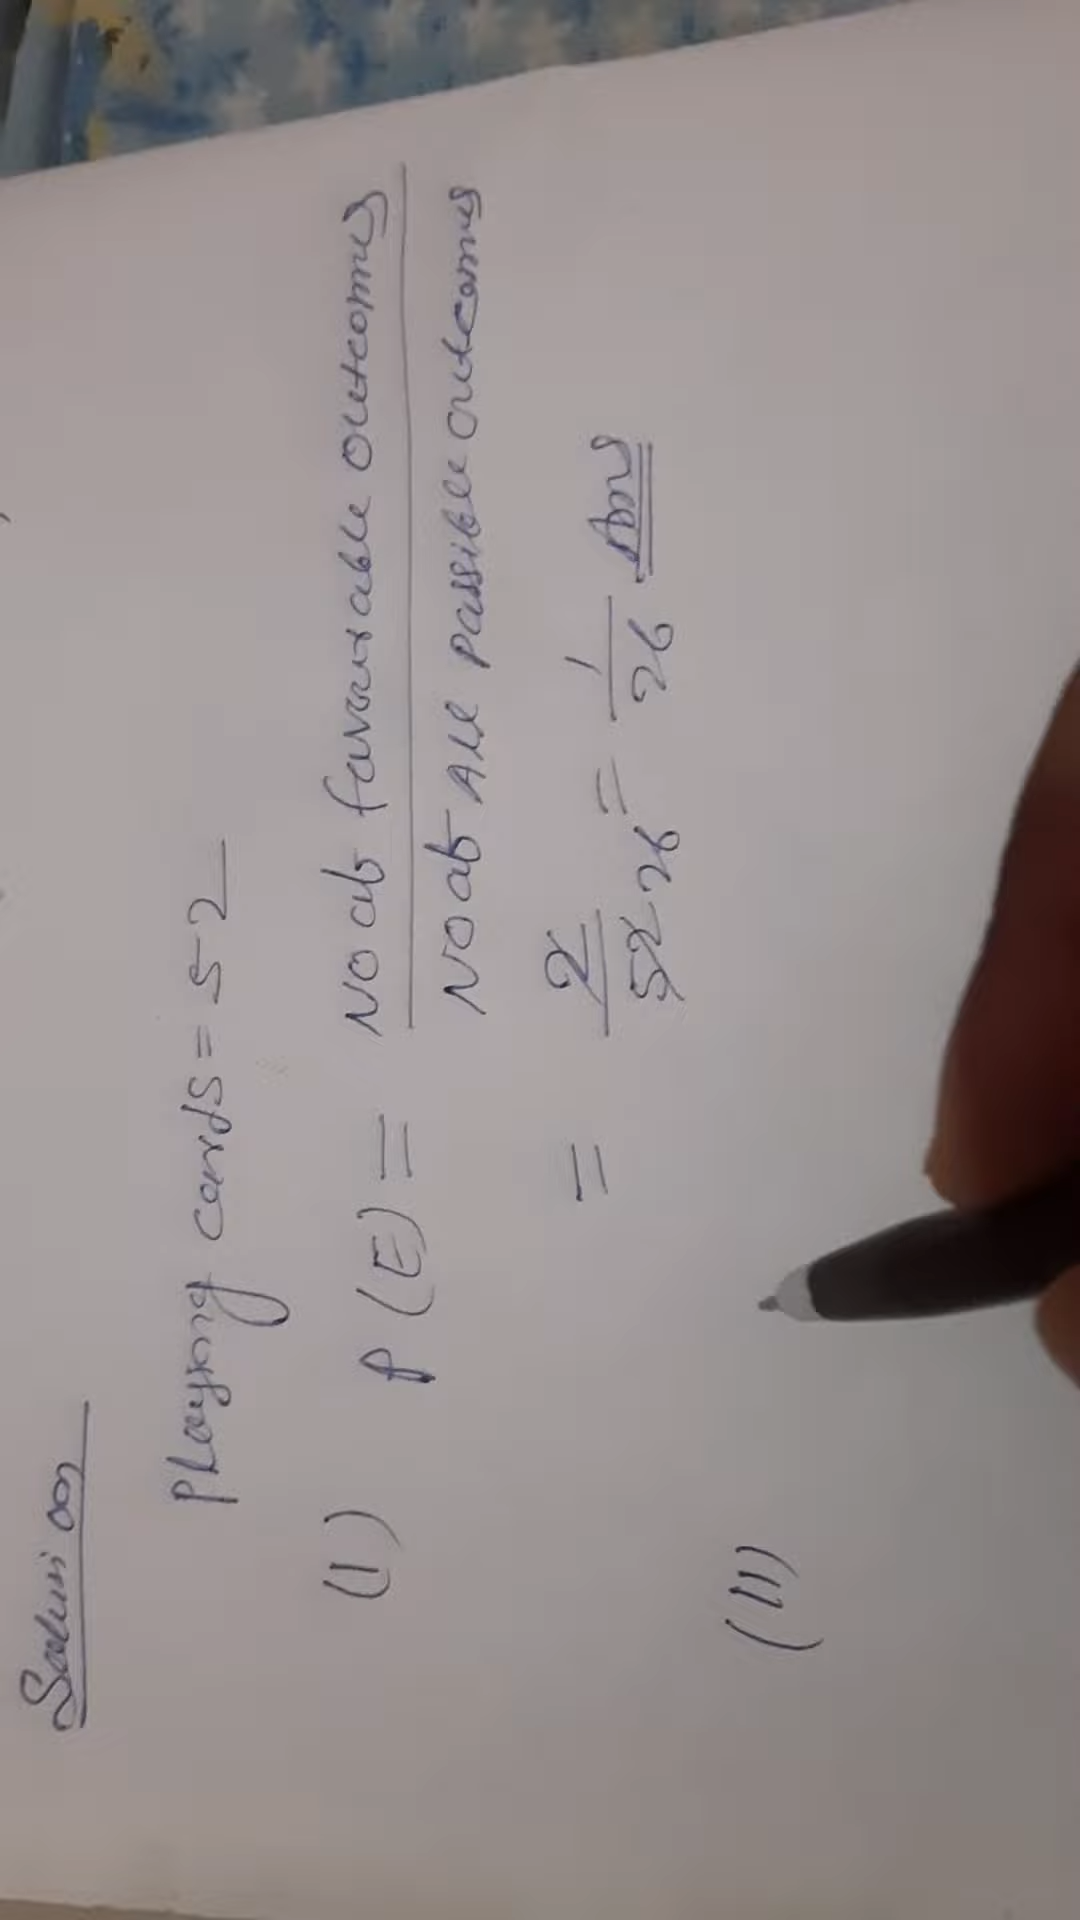 Solution
Playing cards = 52
(I) P(E) = No of favourable outcomes
No of All possible outcomes
= 2/52 26 = 1/26 Ans
(II)